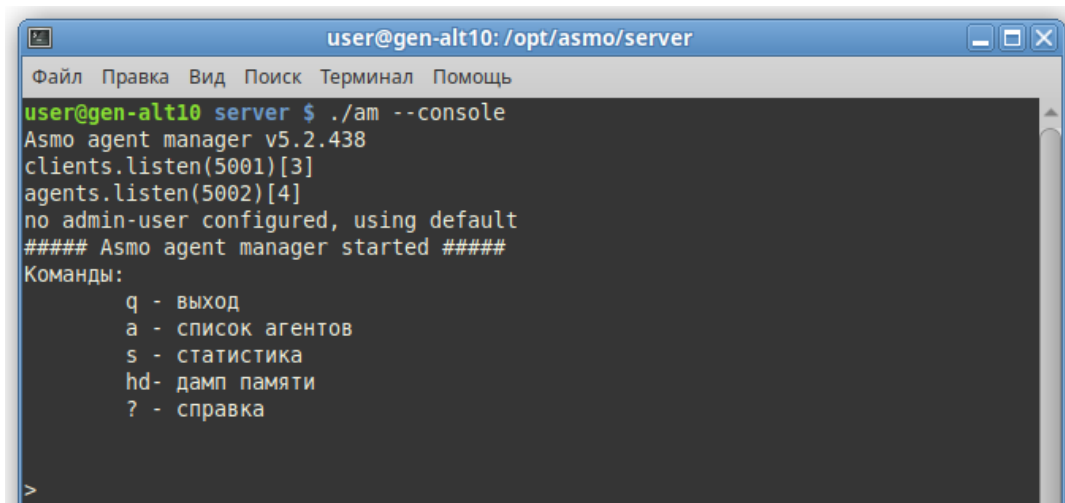 user@gen-alt10: /opt/asmo/server
Файл Правка Вид Поиск Терминал Помощь
user@gen-alt10 server $ ./am --console
Asmo agent manager v5.2.438
clients.listen(5001)[3]
agents.listen(5002)[4]
no admin-user configured, using default
##### Asmo agent manager started #####
Команды:
q - выход
a - список агентов
s - статистика
hd- дамп памяти
? - справка
>